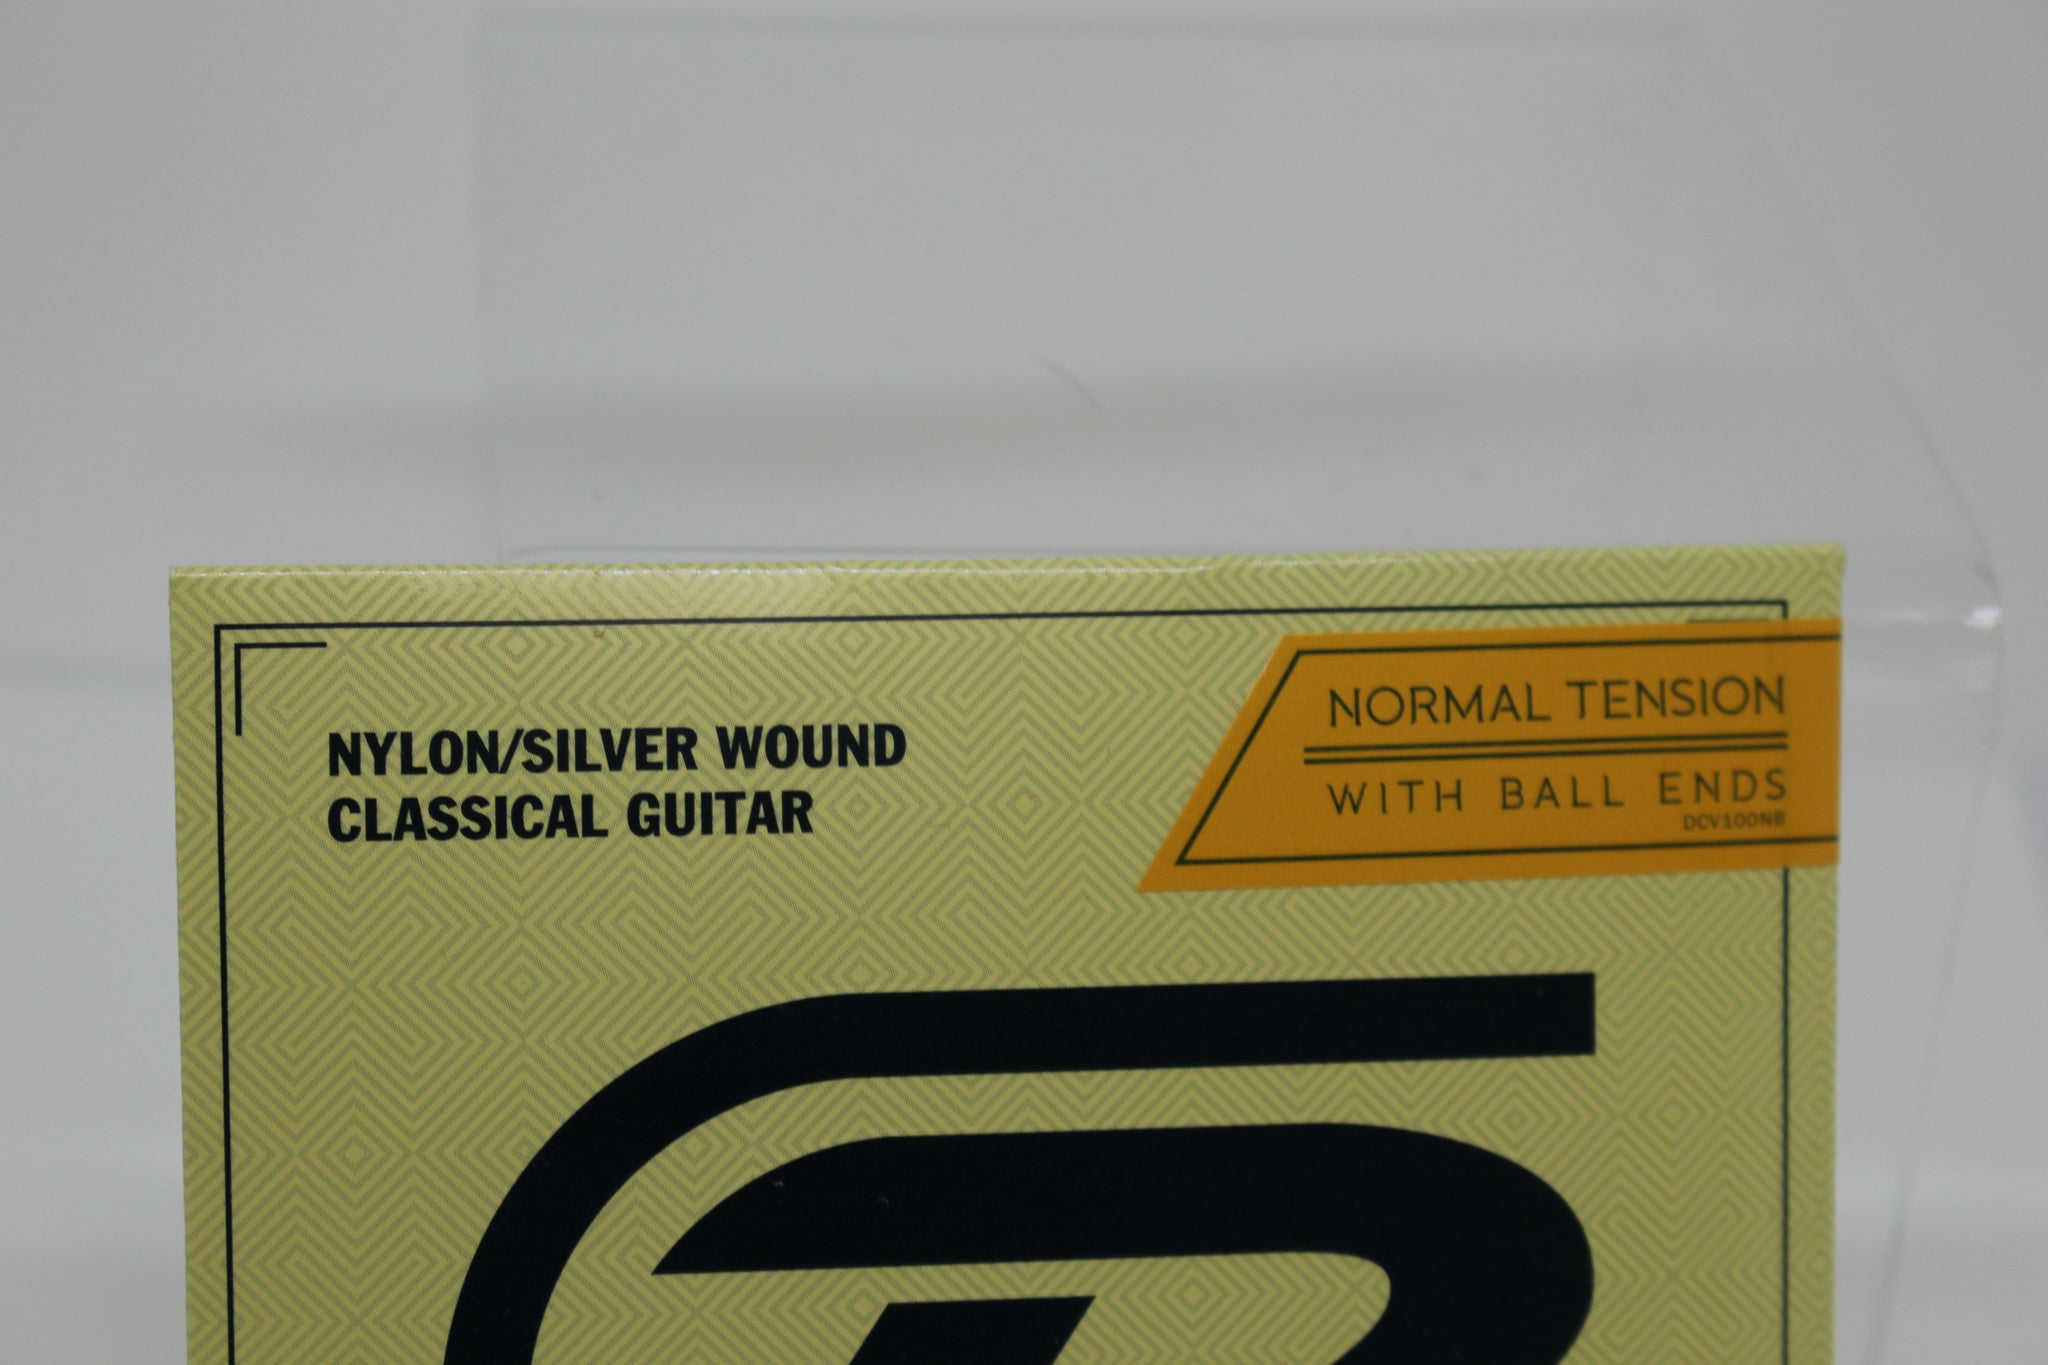 NYLON/SILVER WOUND
CLASSICAL GUITAR
NORMAL TENSION
WITH BALL ENDS
DCV100NB